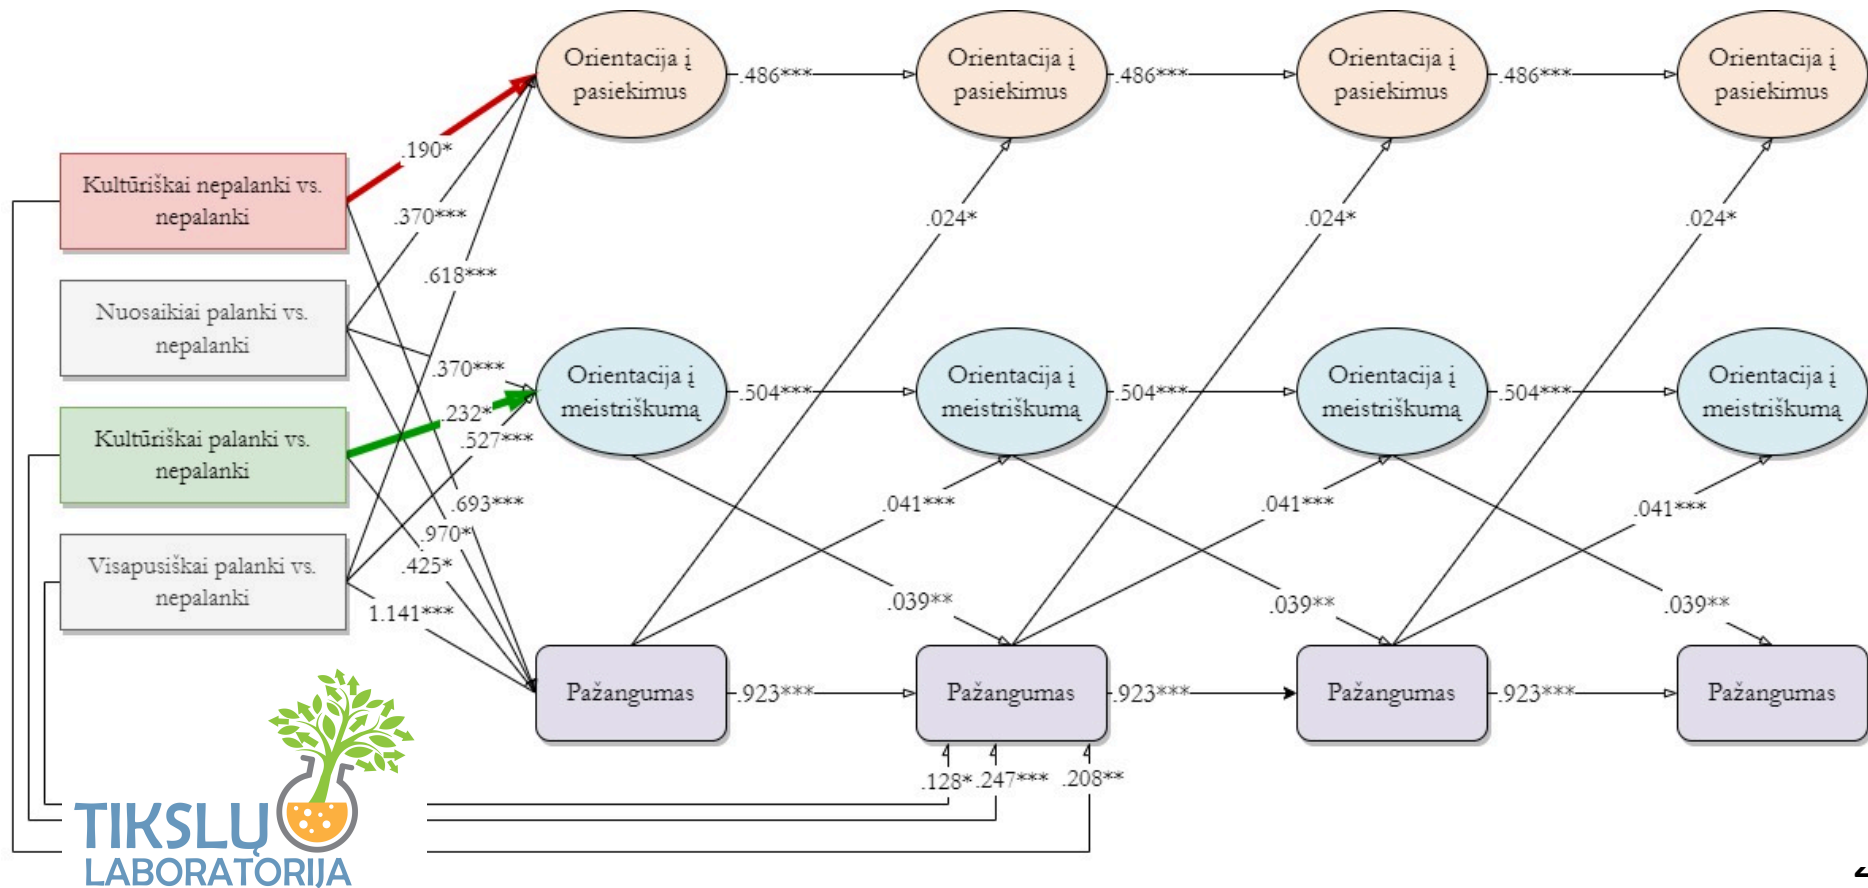 Orientacija į
pasiekimus
.486***
Orientacija į
pasiekimus
.486***
Orientacija į
pasiekimus
.486***
Orientacija į
pasiekimus
.190*
Kultūriškai nepalanki vs.
nepalanki
.370***
.024*
.024*
.024*
.618***
Nuosaikiai palanki vs.
nepalanki
.370***
Orientacija į
meistriškumą
.504***
Orientacija į
meistriškumą
.504***
Orientacija į
meistriškumą
.504***
Orientacija į
meistriškumą
.232*
.527***
Kultūriškai palanki vs.
nepalanki
.693***
.041***
.041***
.041***
.970*
.425*
Visapusiškai palanki vs.
nepalanki
1.141***
.039**
.039**
.039**
Pažangumas
.923***
Pažangumas
.923***
Pažangumas
.923***
Pažangumas
.128*
.247***
.208**
TIKSLŲ
LABORATORIJA